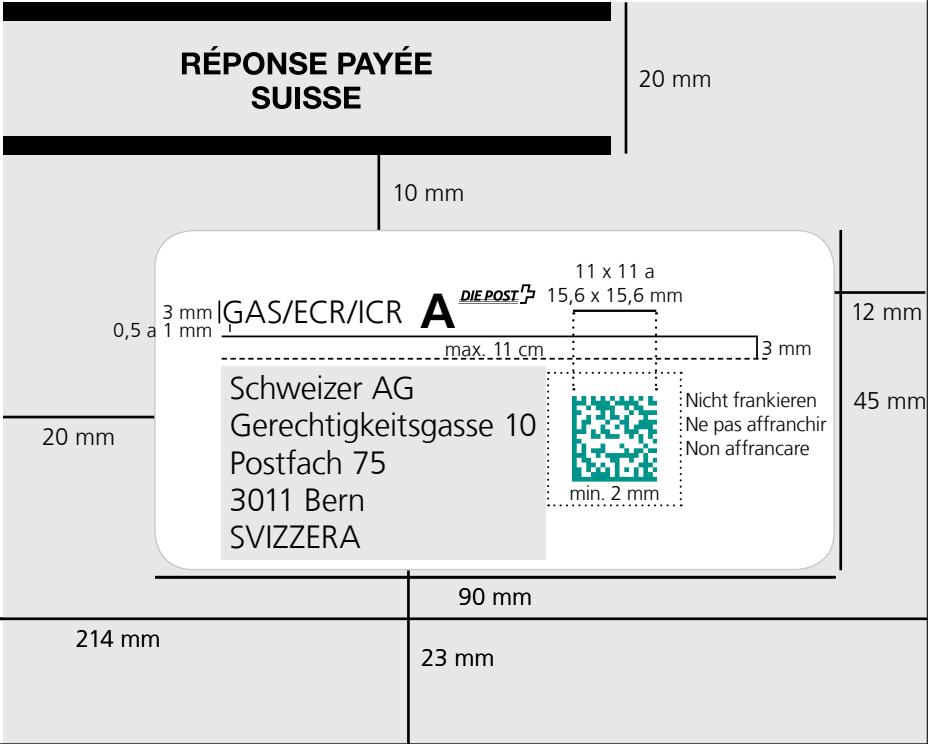 RÉPONSE PAYÉE
SUISSE
20 mm
10 mm
11 x 11 a
15,6 x 15,6 mm
3 mm
0,5 a 1 mm
GAS/ECR/ICR A DIE POST
12 mm
max. 11 cm
3 mm
45 mm
20 mm
Schweizer AG
Gerechtigkeitsgasse 10
Postfach 75
3011 Bern
SVIZZERA
min. 2 mm
Nicht frankieren
Ne pas affranchir
Non affrancare
90 mm
214 mm
23 mm